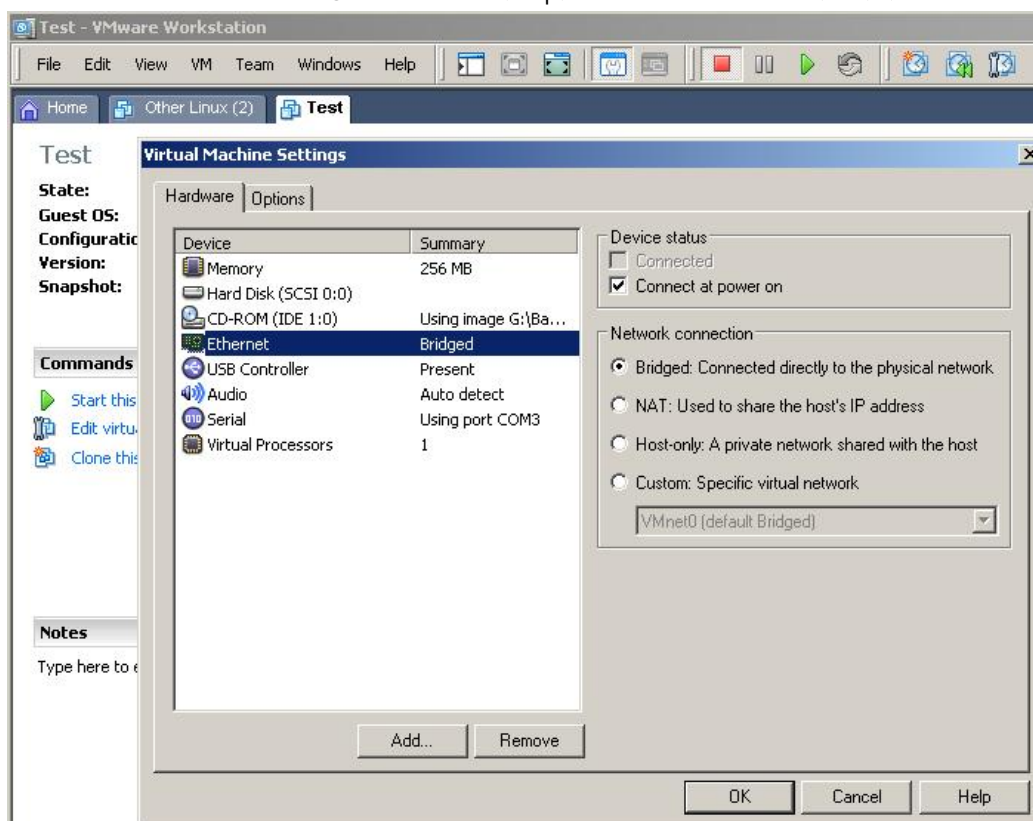 Test - VMware Workstation
File Edit View VM Team Windows Help
Home Other Linux (2) Test
Test
State:
Guest OS:
Configuratic
Version:
Snapshot:
Commands
Start this
Edit virtu
Clone this
Notes
Type here to e
Virtual Machine Settings
Hardware Options
Device Summary
Memory 256 MB
Hard Disk (SCSI 0:0)
CD-ROM (IDE 1:0) Using image G:\Ba...
Ethernet Bridged
USB Controller Present
Audio Auto detect
Serial Using port COM3
Virtual Processors 1
Add... Remove
Device status
Connected
Connect at power on
Network connection
Bridged: Connected directly to the physical network
NAT: Used to share the host's IP address
Host-only: A private network shared with the host
Custom: Specific virtual network
VMnet0 (default Bridged)
OK Cancel Help